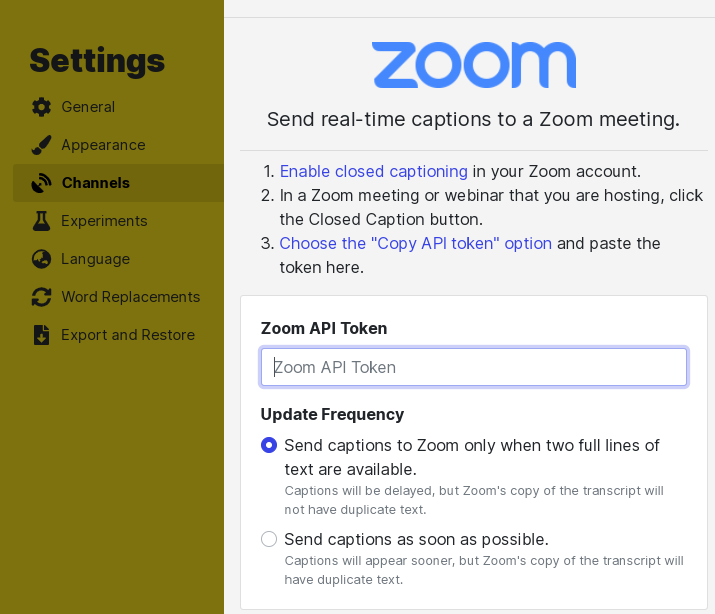 Settings
General
Appearance
Channels
Experiments
Language
Word Replacements
Export and Restore
zoom
Send real-time captions to a Zoom meeting.
1. Enable closed captioning in your Zoom account.
2. In a Zoom meeting or webinar that you are hosting, click
the Closed Caption button.
3. Choose the "Copy API token" option and paste the
token here.
Zoom API Token
Zoom API Token
Update Frequency
Send captions to Zoom only when two full lines of
text are available.
Captions will be delayed, but Zoom's copy of the transcript will
not have duplicate text.
Send captions as soon as possible.
Captions will appear sooner, but Zoom's copy of the transcript will
have duplicate text.